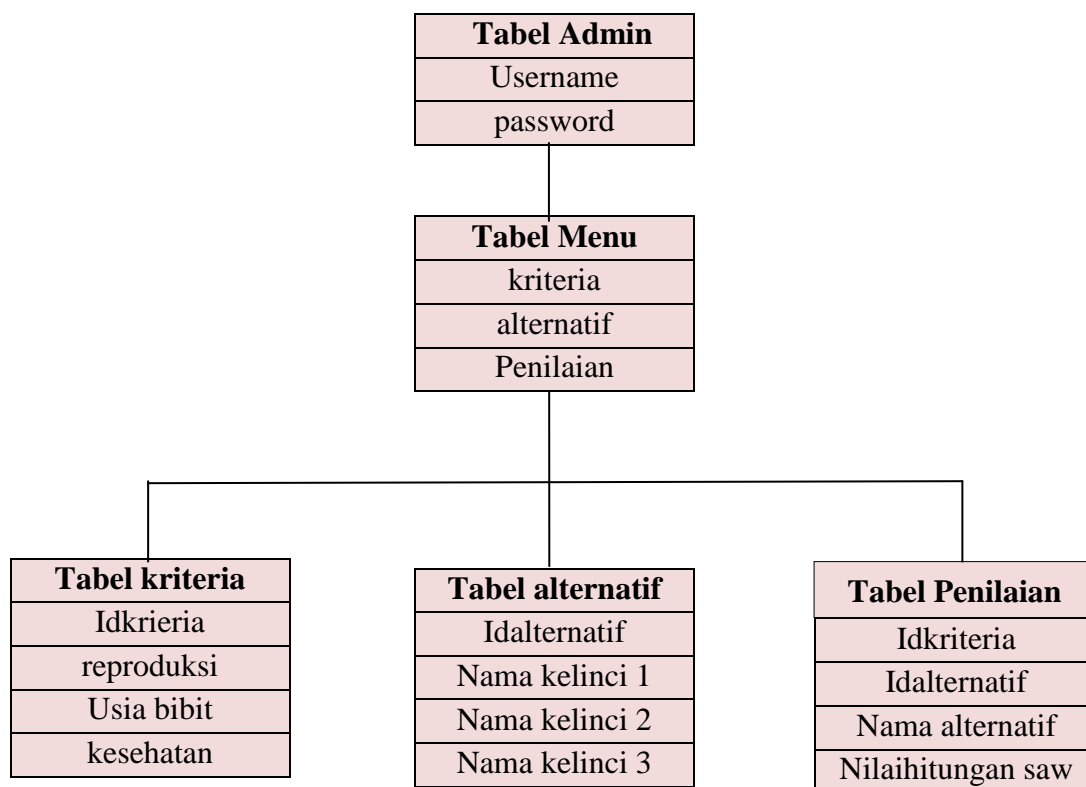 Tabel Admin
Username
password
Tabel Menu
kriteria
alternatif
Penilaian
Tabel kriteria
Idkrieria
reproduksi
Usia bibit
kesehatan
Tabel alternatif
Idalternatif
Nama kelinci 1
Nama kelinci 2
Nama kelinci 3
Tabel Penilaian
Idkriteria
Idalternatif
Nama alternatif
Nilaihitungan saw